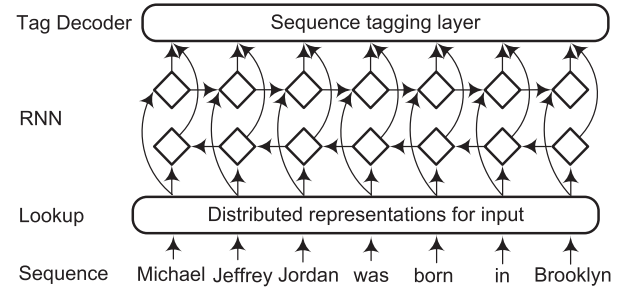 Tag Decoder Sequence tagging layer
RNN
Lookup Distributed representations for input
Sequence Michael Jeffrey Jordan was born in Brooklyn